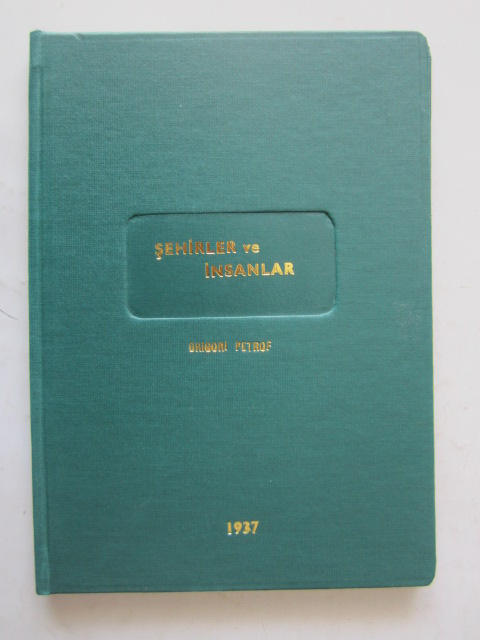 ŞEHİRLER ve
İNSANLAR
GRIGORİ PETROF
1937